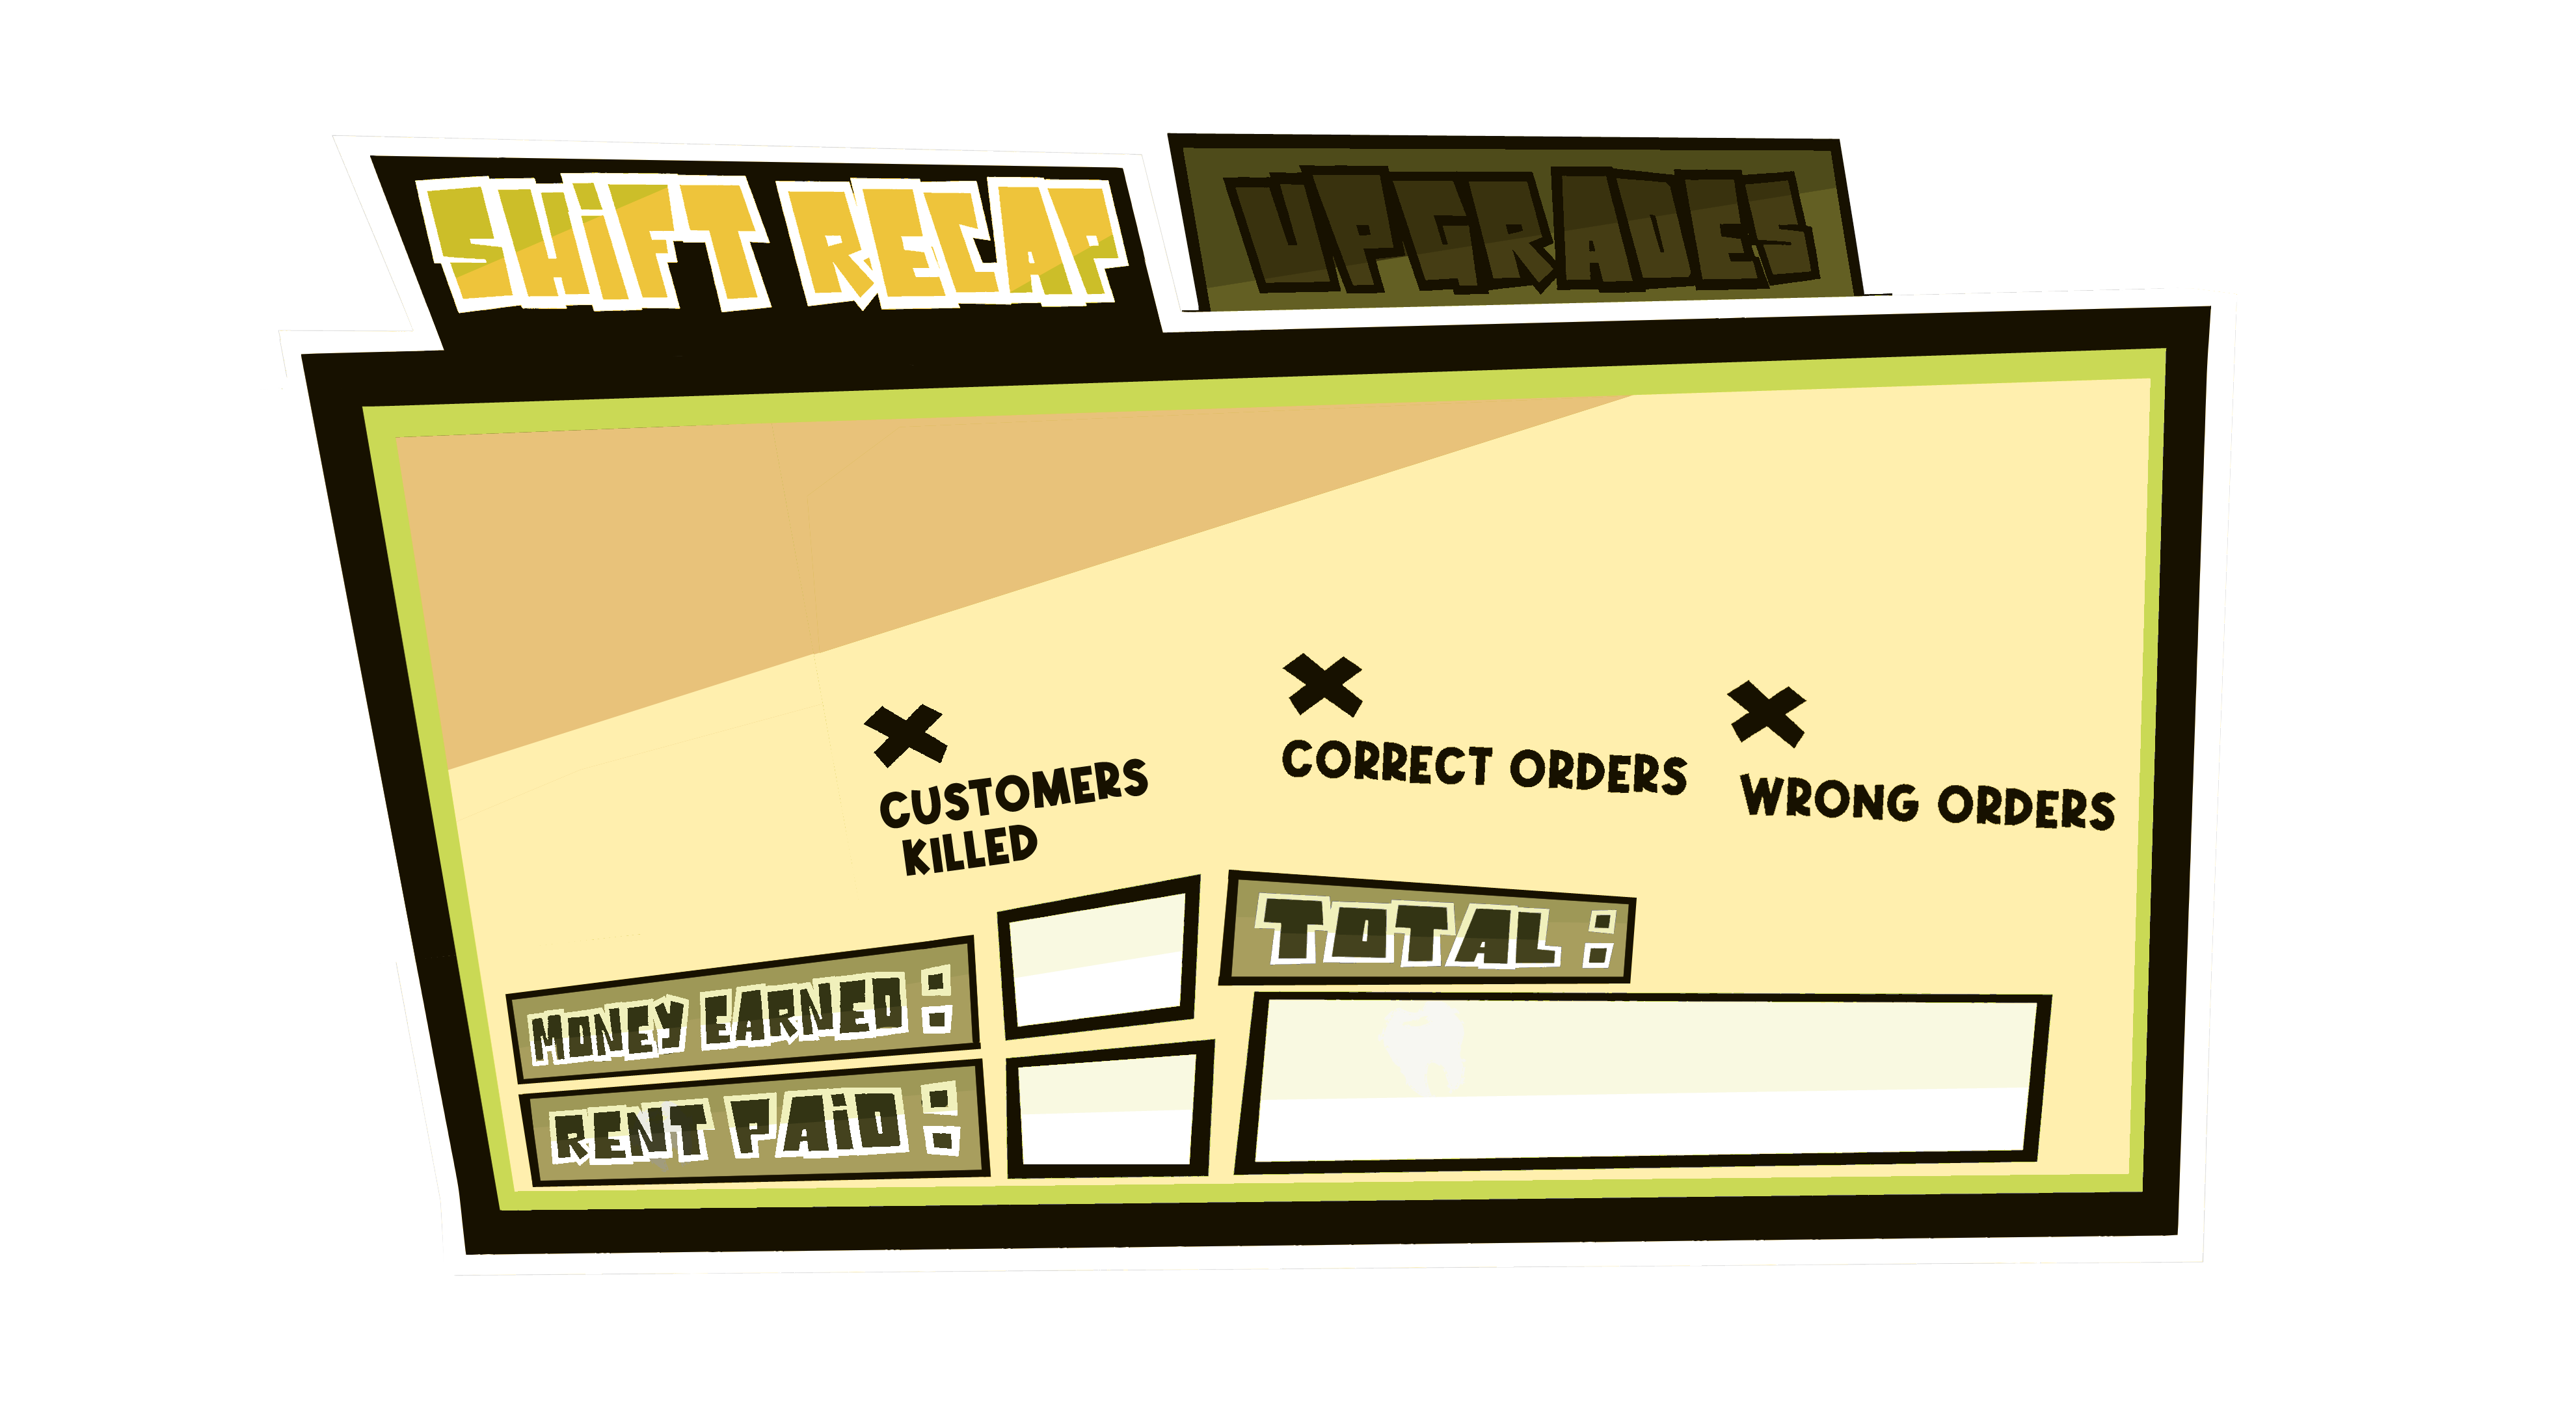 SHiFT RECAP
UPGRADES
CUSTOMERS
KILLED
CORRECT ORDERS
WRONG ORDERS
TOTAL :
MONEY EARNED :
RENT PAiD :